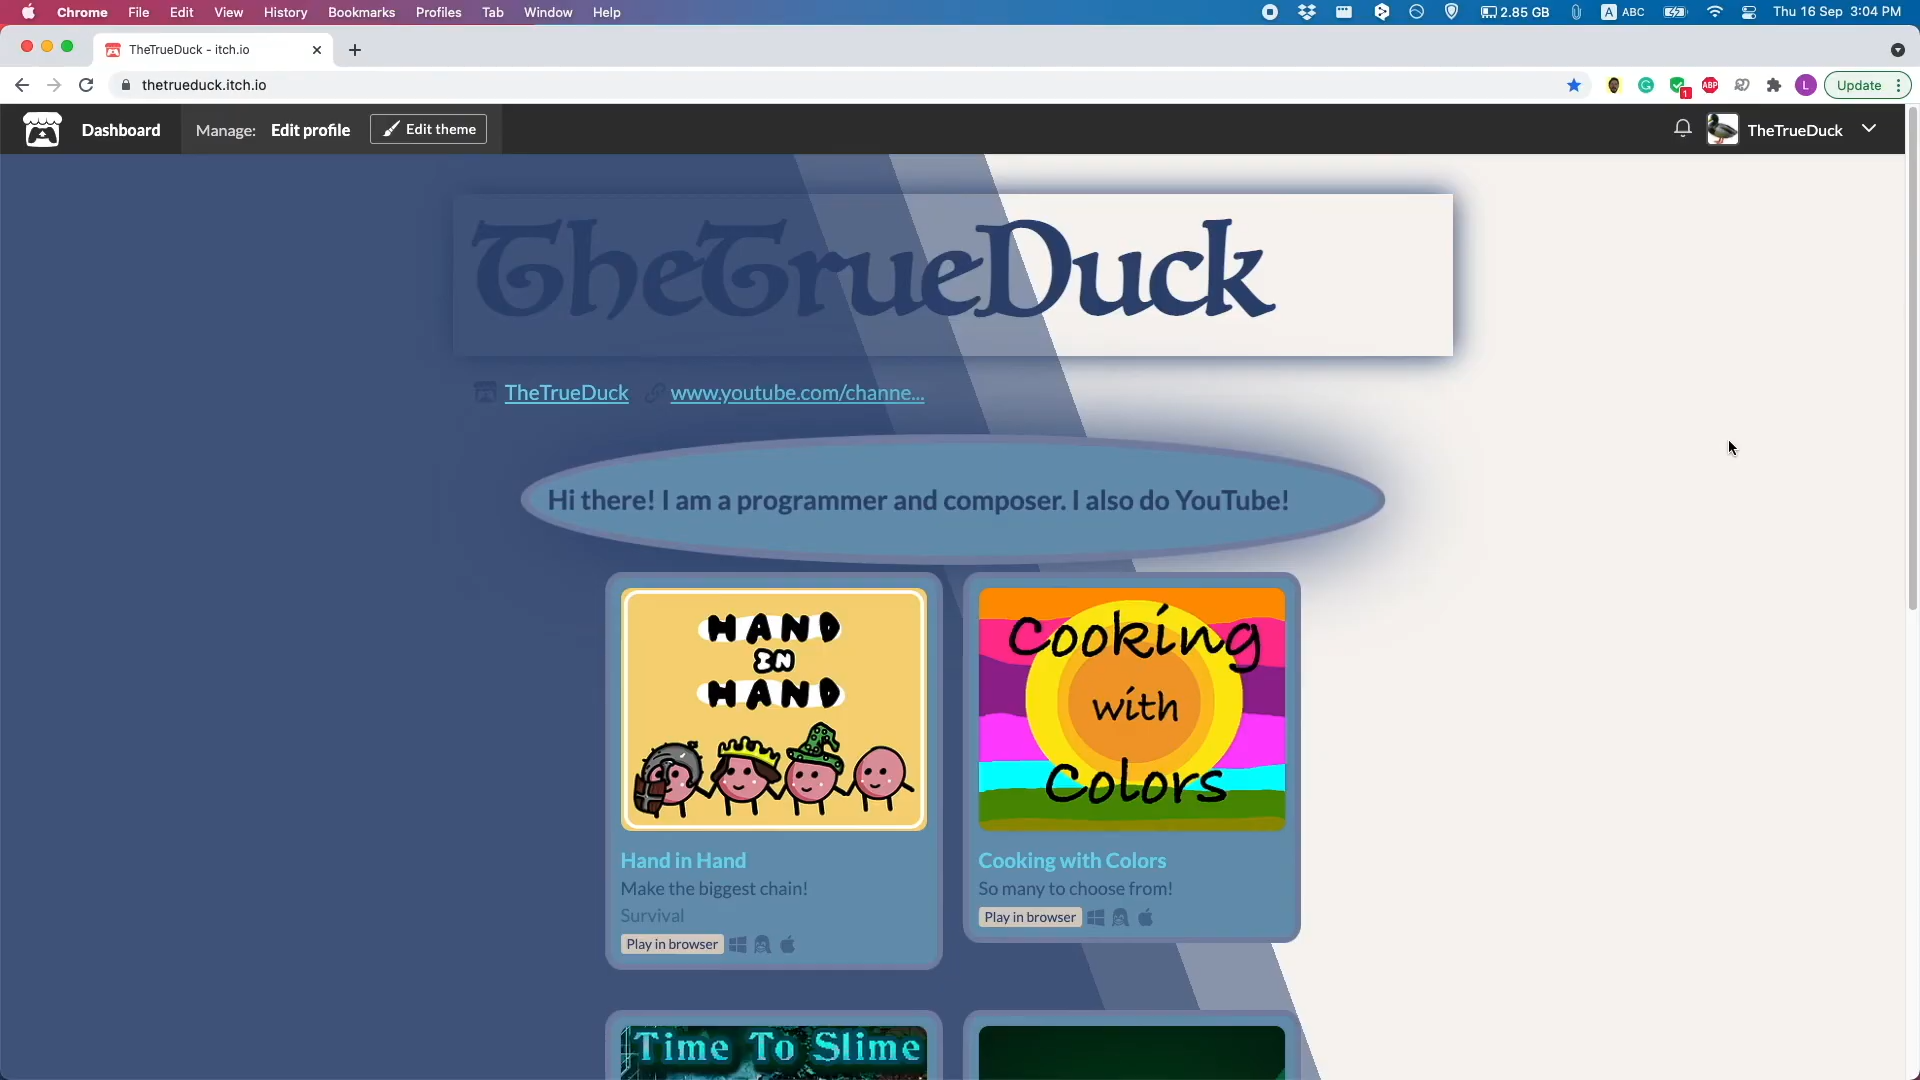 Chrome File Edit View History Bookmarks Profiles Tab Window Help 2.85 GB A ABC Thu 16 Sep 3:04 PM
TheTrueDuck - itch.io
thetrueduck.itch.io 1 ABP L Update
Dashboard Manage: Edit profile Edit theme TheTrueDuck
TheTrueDuck
TheTrueDuck www.youtube.com/channe...
Hi there! I am a programmer and composer. I also do YouTube!
HAND
IN
HAND
Hand in Hand
Make the biggest chain!
Survival
Play in browser
Cooking
with
Colors
Cooking with Colors
So many to choose from!
Play in browser
Time To Slime